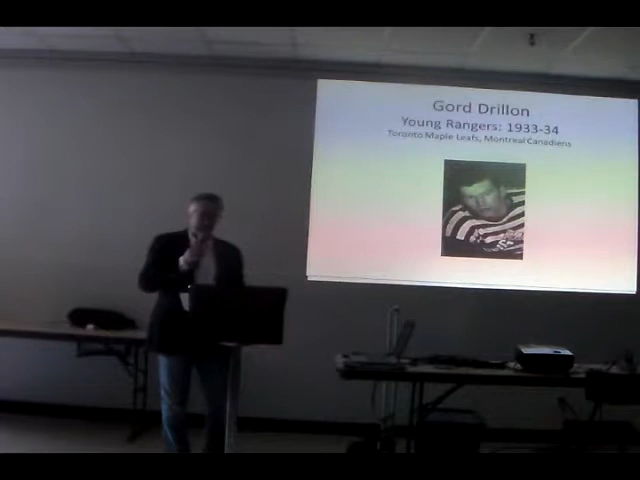 Gord Drillon
Young Rangers: 1933-34
Toronto Maple Leafs, Montreal Canadiens